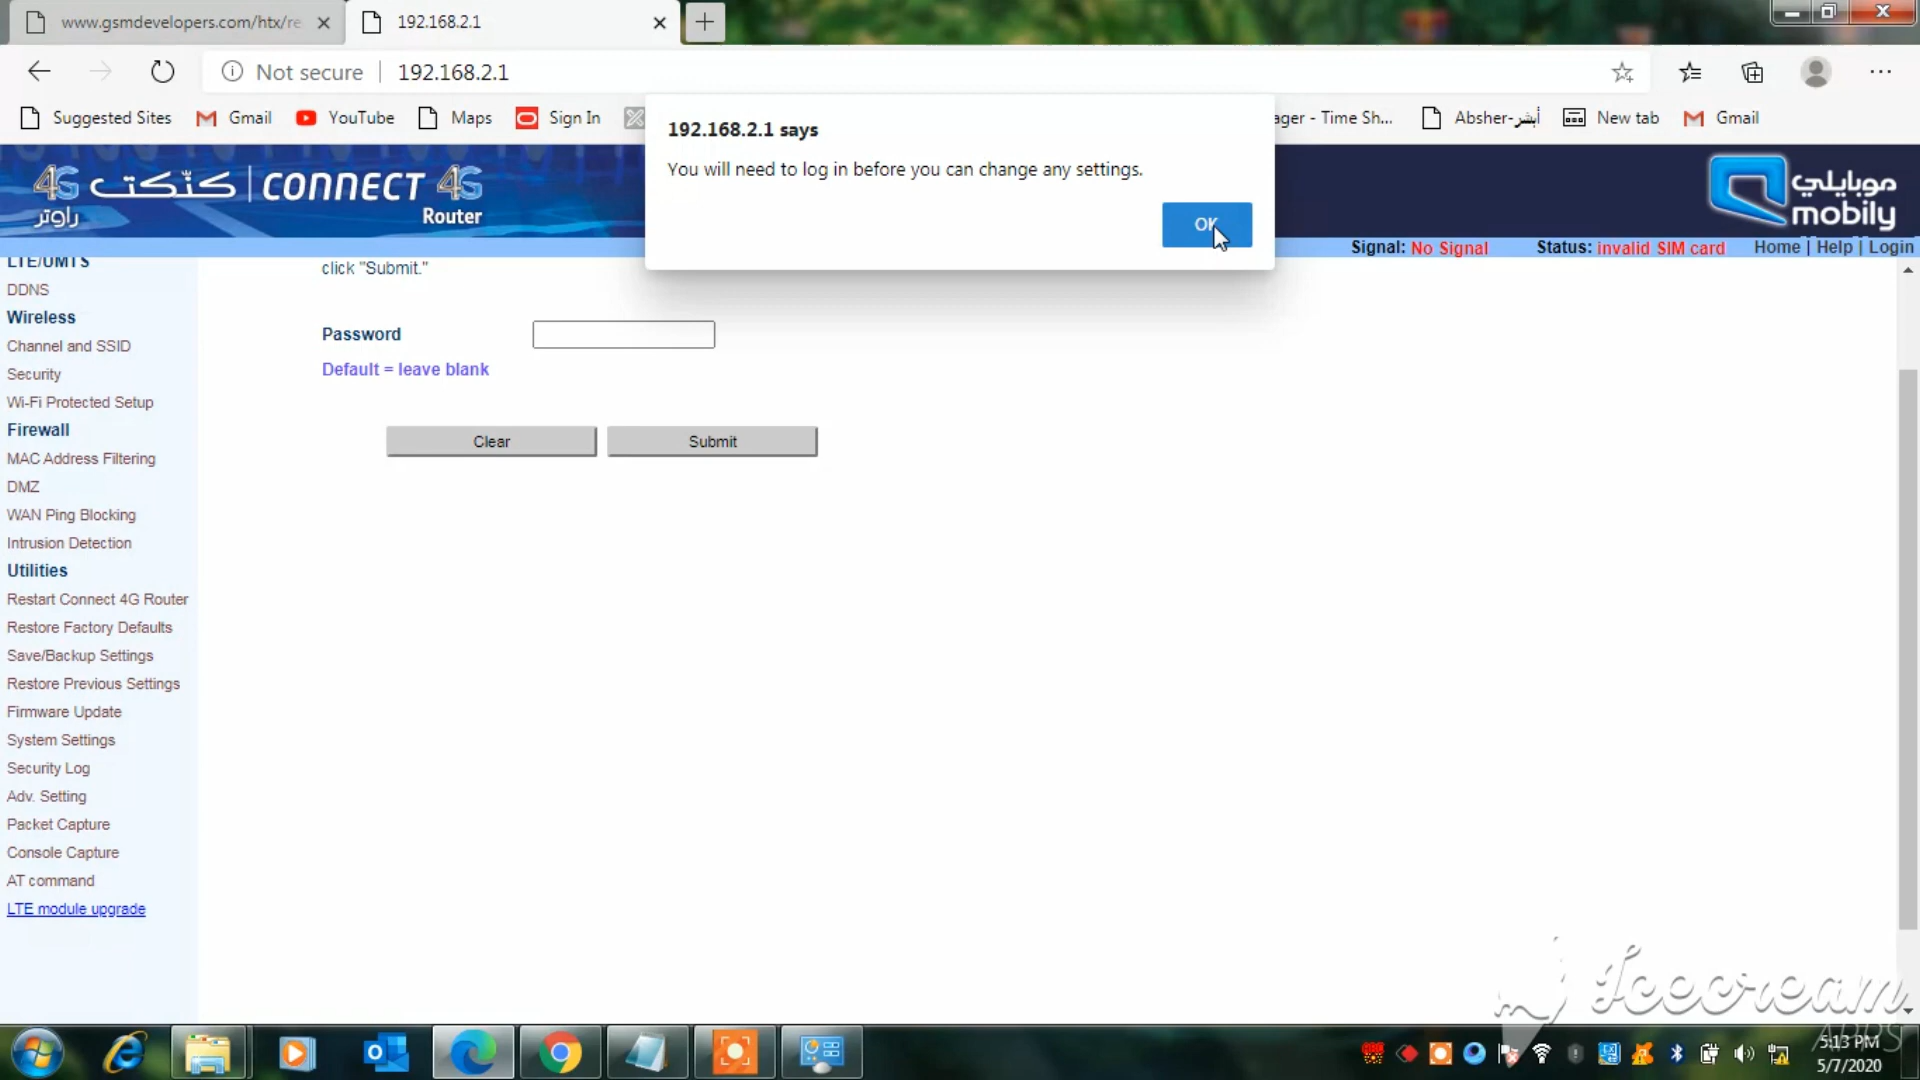 www.gsmdevelopers.com/htx/re
192.168.2.1
Not secure
192.168.2.1
Suggested Sites
Gmail
YouTube
Maps
Sign In
ager - Time Sh...
Absher-أبشر
New tab
Gmail
192.168.2.1 says
You will need to log in before you can change any settings.
OK
4G كنّكت | CONNECT 4G
راوتر
Router
موبايلي
mobily
Signal: No Signal
Status: invalid SIM card
Home | Help | Login
LTE/UMTS
DDNS
Wireless
Channel and SSID
Security
Wi-Fi Protected Setup
Firewall
MAC Address Filtering
DMZ
WAN Ping Blocking
Intrusion Detection
Utilities
Restart Connect 4G Router
Restore Factory Defaults
Save/Backup Settings
Restore Previous Settings
Firmware Update
System Settings
Security Log
Adv. Setting
Packet Capture
Console Capture
AT command
LTE module upgrade
click "Submit."
Password
Default = leave blank
Clear
Submit
Icecream
APPS
5:13 PM
5/7/2020